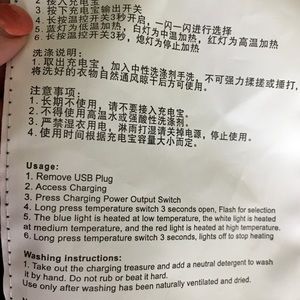 2. 接入充电宝
3. 按下充电宝输出开关
4. 长按温控开关3秒开启，一闪一闪进行选择
5. 蓝灯为低温加热，白灯为中温加热，红灯为高温加热
6. 长按温控开关3秒，熄灯为停止加热
洗涤说明：
1. 取出充电宝，加入中性洗涤剂手洗，不可强力揉搓或捶打，
将洗好的衣物自然通风晾干后方可使用。
注意事项：
1. 长期不使用，请不要接入充电宝。
2. 不得使用高温水或强酸性洗涤剂。
3. 严禁湿衣用电，淋雨打湿请关掉电源，停止使用。
4. 使用时间根据充电宝容量大小而定。
Usage:
1. Remove USB Plug
2. Access Charging
3. Press Charging Power Output Switch
4. Long press temperature switch 3 seconds open, Flash for selection
5. The blue light is heated at low temperature, the white light is heated
at medium temperature, and the red light is heated at high temperature.
6. Long press temperature switch 3 seconds, lights off to stop heating
Washing instructions:
1. Take out the charging treasure and add a neutral detergent to wash
it by hand. Do not rub or beat it hard.
Use only after washing has been naturally ventilated and dried.